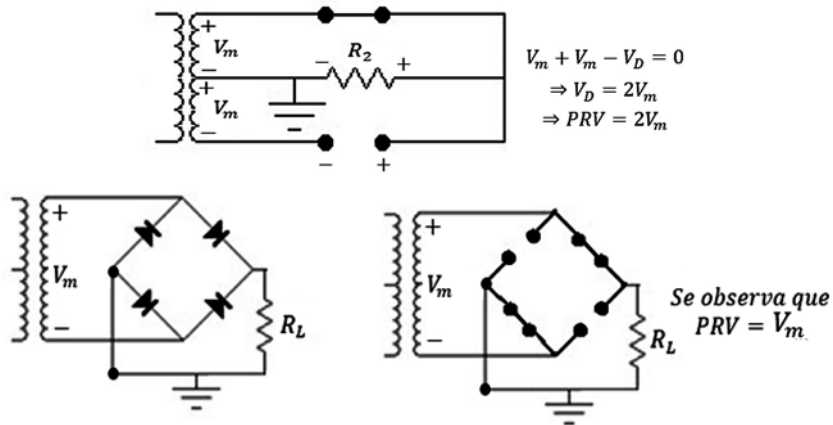 +
V_m
−
+
V_m
−
− R_2 +
− +
V_m + V_m − V_D = 0
⇒ V_D = 2V_m
⇒ PRV = 2V_m
+
V_m
−
R_L
+
V_m
−
R_L
Se observa que
PRV = V_m